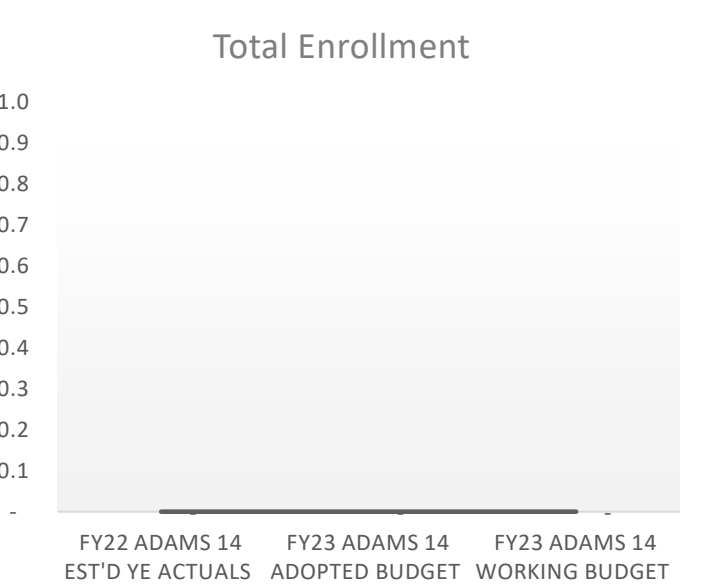 Total Enrollment
1.0
0.9
0.8
0.7
0.6
0.5
0.4
0.3
0.2
0.1
-
- - -
FY22 ADAMS 14 FY23 ADAMS 14 FY23 ADAMS 14
EST'D YE ACTUALS ADOPTED BUDGET WORKING BUDGET